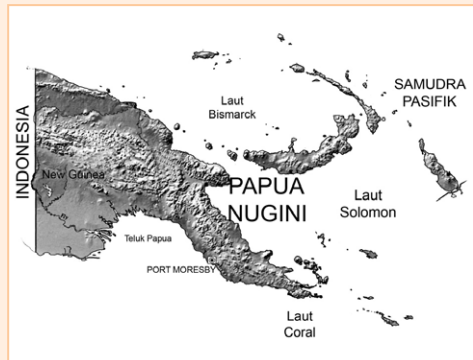 SAMUDRA
PASIFIK
Laut
Bismarck
INDONESIA
New Guinea
PAPUA
NUGINI
Laut
Solomon
Teluk Papua
PORT MORESBY
Laut
Coral